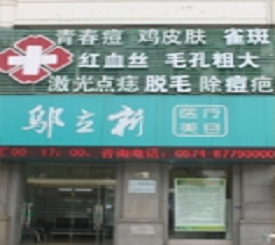 青春痘 鸡皮肤 雀斑
红血丝 毛孔粗大
激光点痣 脱毛 除痘疤
邬立新
医疗
美容
00 17:00. 咨询电话: 0574-87793000